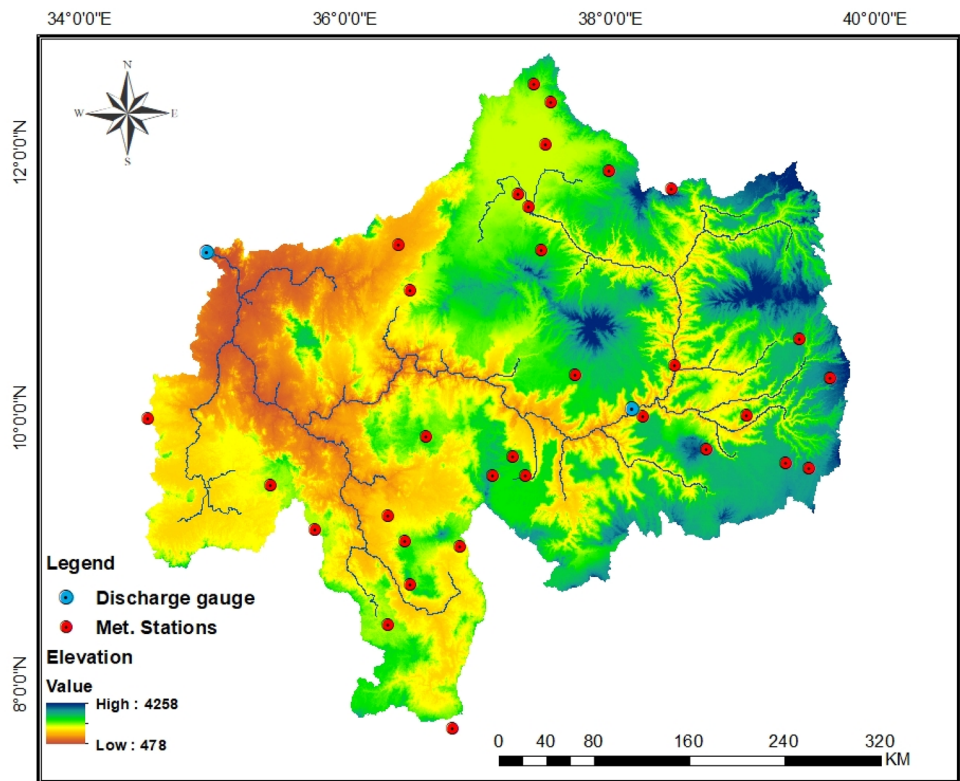 34°0'0"E 36°0'0"E 38°0'0"E 40°0'0"E
N
W E
S
12°0'0"N
10°0'0"N
8°0'0"N
Legend
Discharge gauge
Met. Stations
Elevation
Value
High : 4258
Low : 478
0 40 80 160 240 320
KM